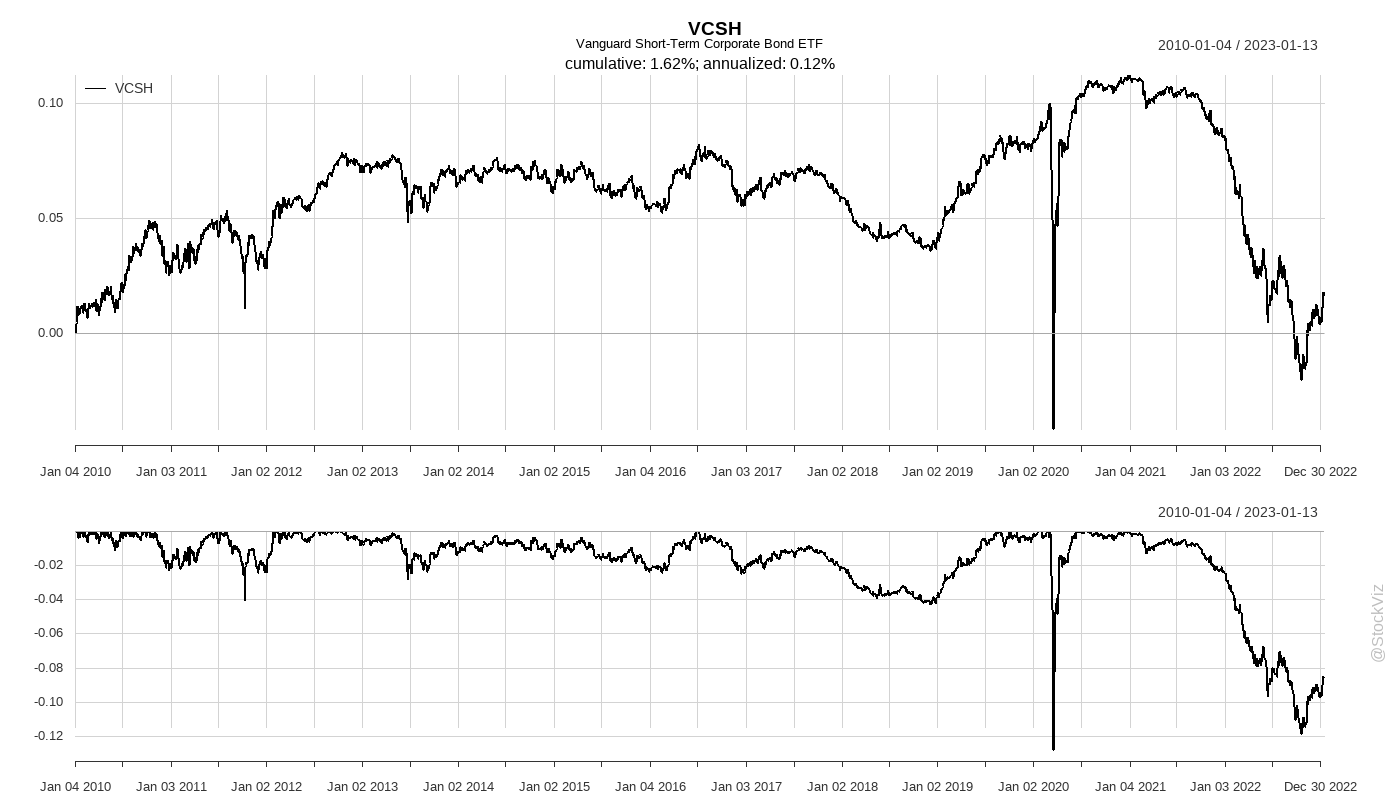 VCSH
Vanguard Short-Term Corporate Bond ETF
cumulative: 1.62%; annualized: 0.12%
2010-01-04 / 2023-01-13
VCSH
0.10
0.05
0.00
Jan 04 2010 Jan 03 2011 Jan 02 2012 Jan 02 2013 Jan 02 2014 Jan 02 2015 Jan 04 2016 Jan 03 2017 Jan 02 2018 Jan 02 2019 Jan 02 2020 Jan 04 2021 Jan 03 2022 Dec 30 2022
2010-01-04 / 2023-01-13
-0.02
-0.04
-0.06
-0.08
-0.10
-0.12
Jan 04 2010 Jan 03 2011 Jan 02 2012 Jan 02 2013 Jan 02 2014 Jan 02 2015 Jan 04 2016 Jan 03 2017 Jan 02 2018 Jan 02 2019 Jan 02 2020 Jan 04 2021 Jan 03 2022 Dec 30 2022
@StockViz